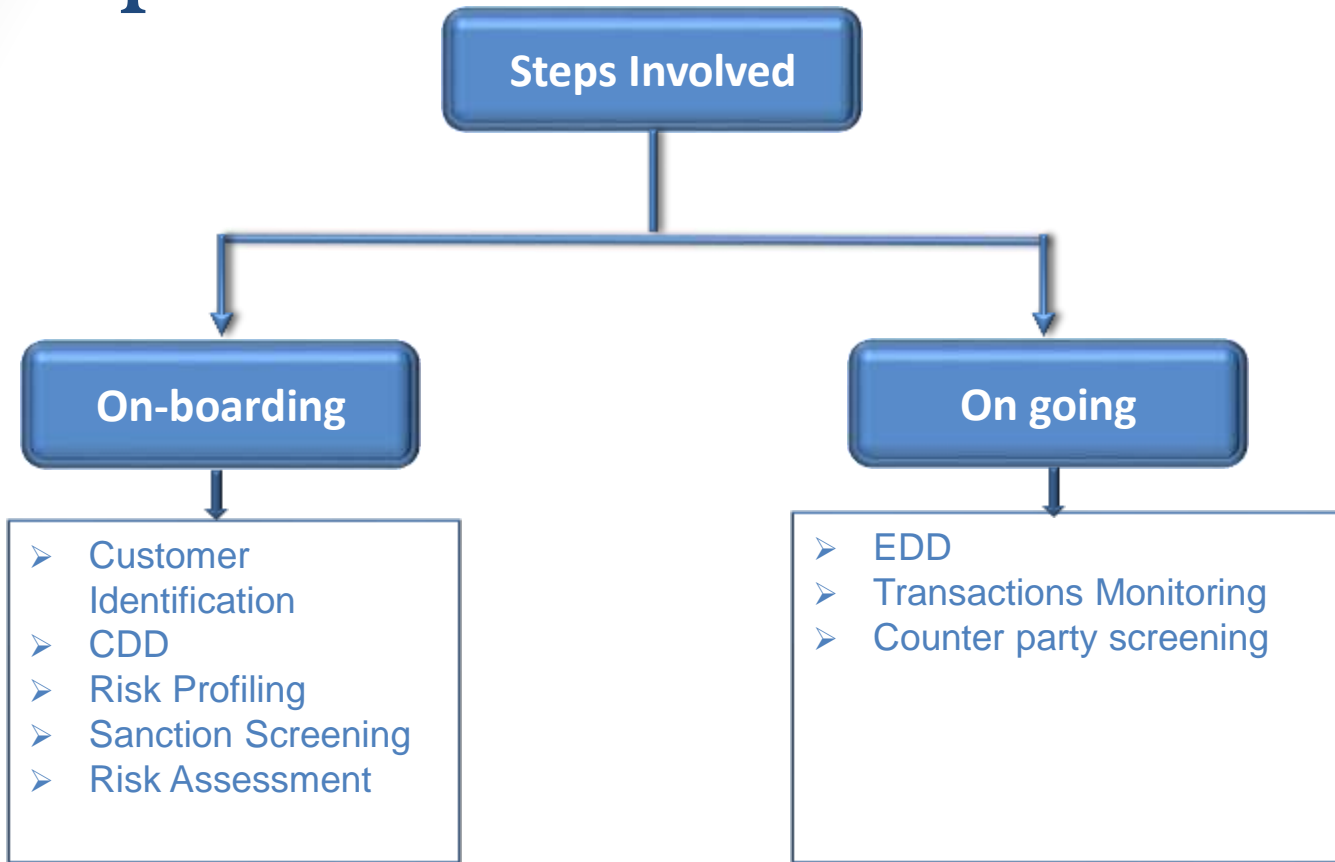 Steps Involved
On-boarding
On going
➢ Customer
Identification
➢ CDD
➢ Risk Profiling
➢ Sanction Screening
➢ Risk Assessment
➢ EDD
➢ Transactions Monitoring
➢ Counter party screening